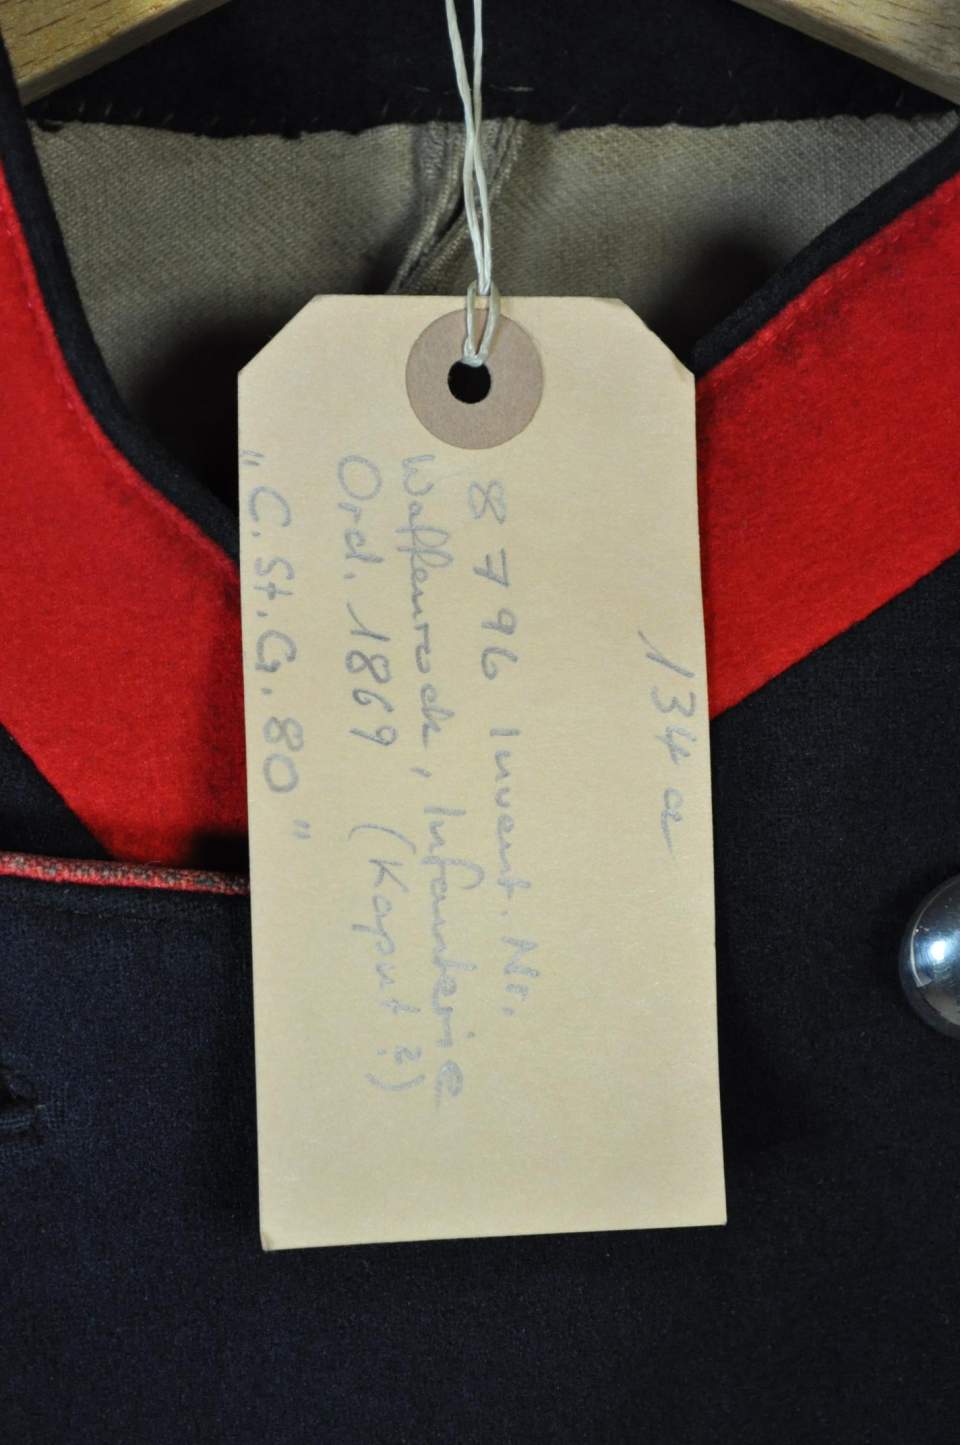 134 a
8796 Invent. Nr.
Waffenrock, Infanterie
Ord. 1869 (Kaput?)
"C. St. G. 80"